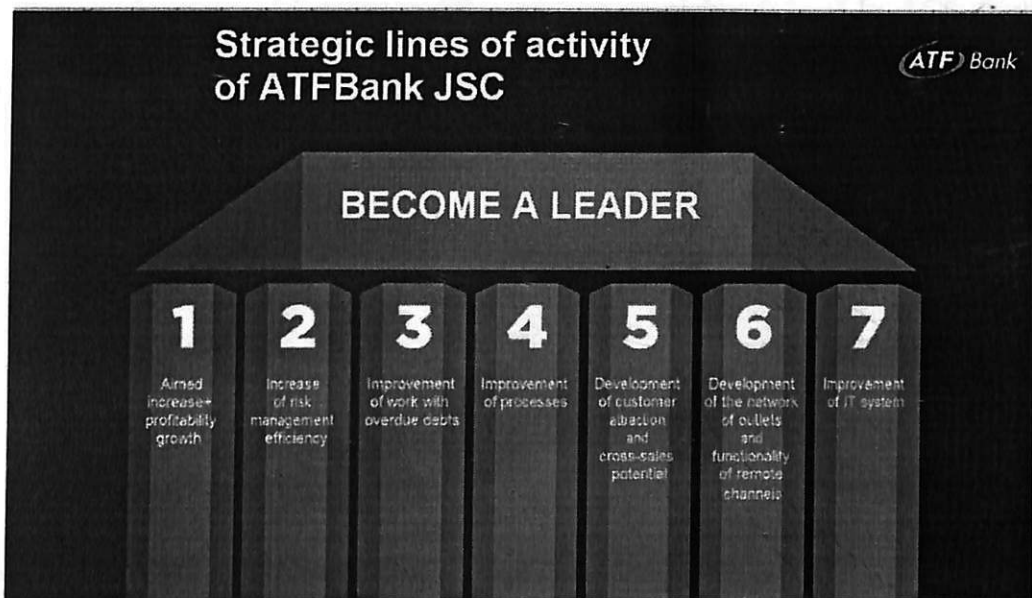 Strategic lines of activity
of ATFBank JSC
ATF Bank
BECOME A LEADER
1
Aimed
increase+
profitability
growth
2
Increase
of risk
management
efficiency
3
Improvement
of work with
overdue debts
4
Improvement
of processes
5
Development
of customer
attraction
and
cross-sales
potential
6
Development
of the network
of outlets
and
functionality
of remote
channels
7
Improvement
of IT system